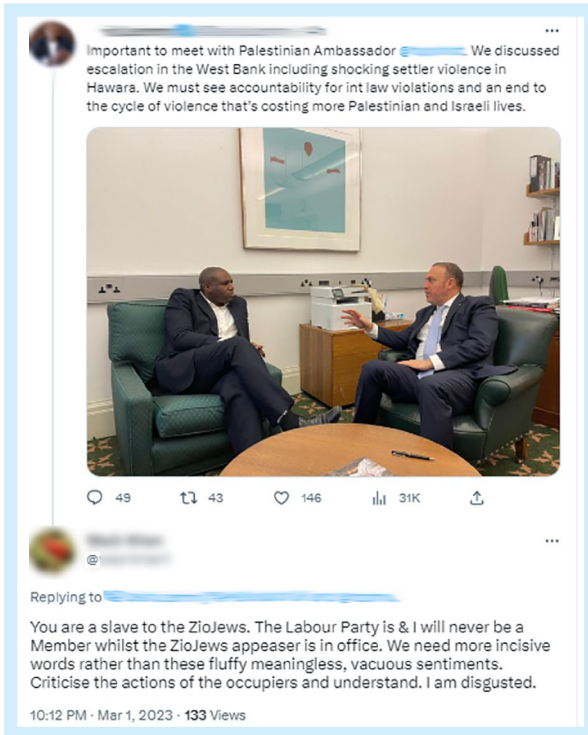 Important to meet with Palestinian Ambassador @ . We discussed
escalation in the West Bank including shocking settler violence in
Hawara. We must see accountability for int law violations and an end to
the cycle of violence that's costing more Palestinian and Israeli lives.
49 43 146 31K
@
Replying to
You are a slave to the ZioJews. The Labour Party is & I will never be a
Member whilst the ZioJews appeaser is in office. We need more incisive
words rather than these fluffy meaningless, vacuous sentiments.
Criticise the actions of the occupiers and understand. I am disgusted.
10:12 PM · Mar 1, 2023 · 133 Views